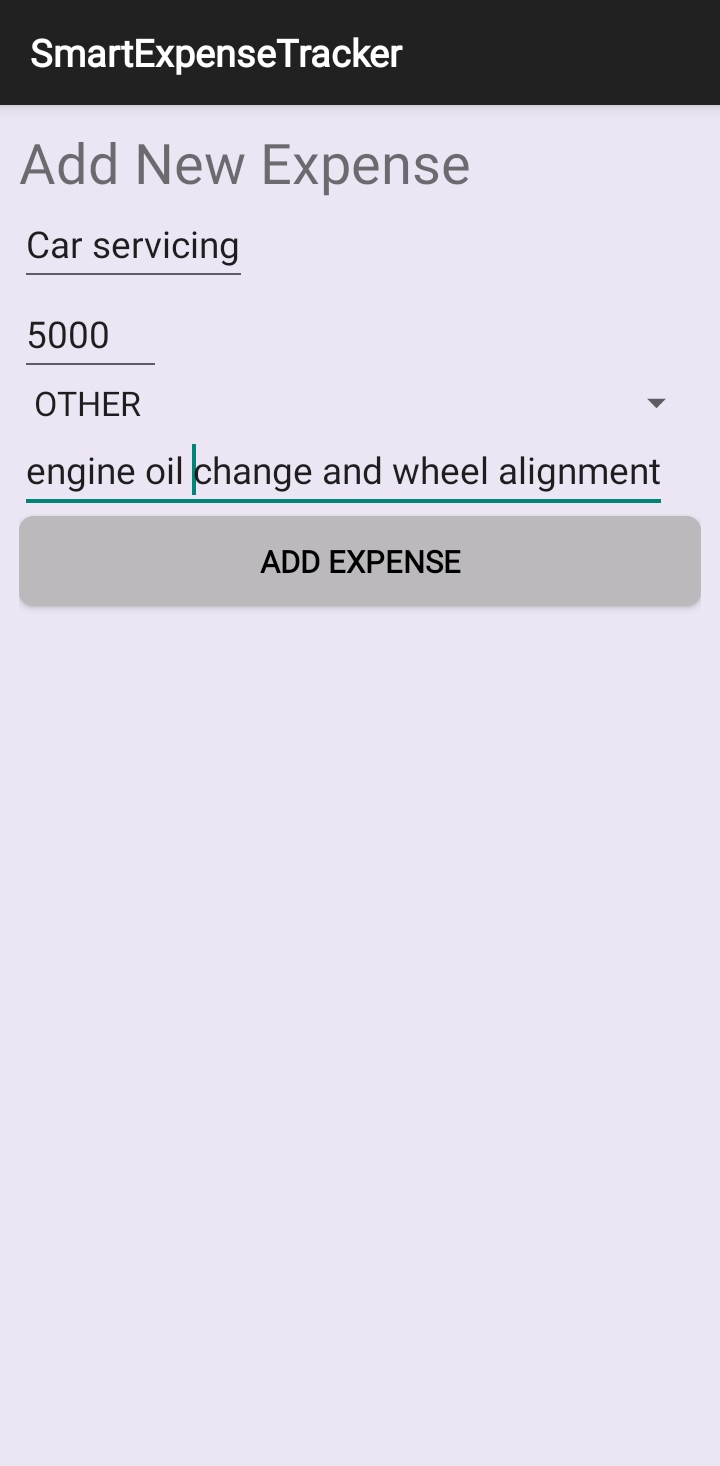 SmartExpenseTracker
Add New Expense
Car servicing
5000
OTHER
engine oil change and wheel alignment
ADD EXPENSE